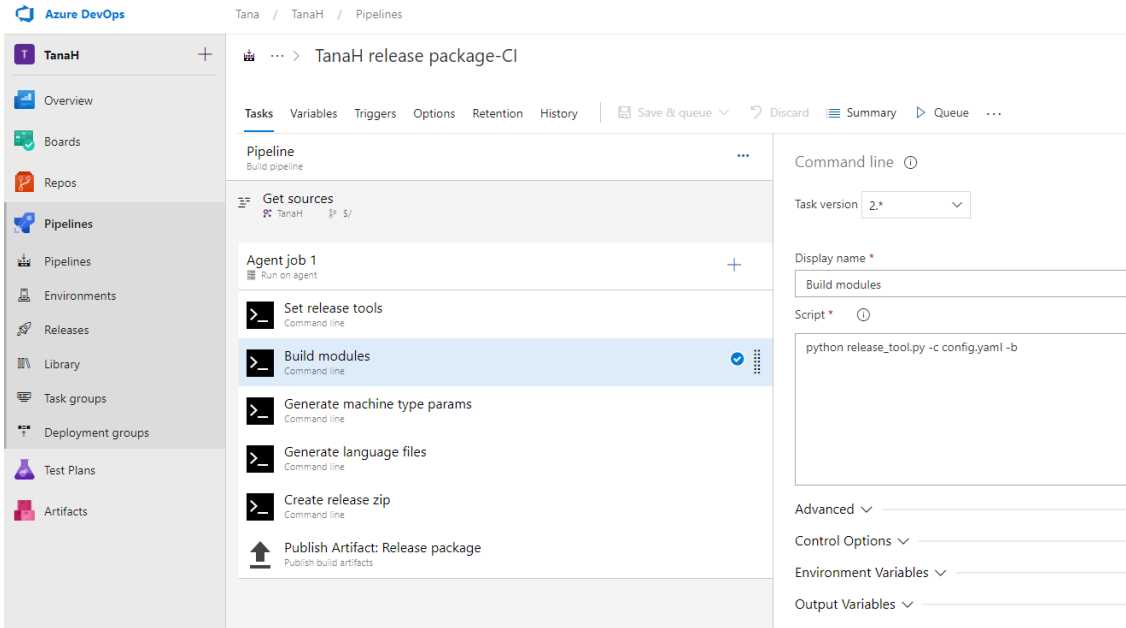 Azure DevOps
Tana / TanaH / Pipelines
T TanaH
Overview
Boards
Repos
Pipelines
Pipelines
Environments
Releases
Library
Task groups
Deployment groups
Test Plans
Artifacts
··· > TanaH release package-CI
Tasks Variables Triggers Options Retention History Save & queue Discard Summary Queue ...
Pipeline
Build pipeline
Get sources
TanaH $/
Agent job 1
Run on agent
Set release tools
Command line
Build modules
Command line
Generate machine type params
Command line
Generate language files
Command line
Create release zip
Command line
Publish Artifact: Release package
Publish build artifacts
Command line
Task version 2.*
Display name *
Build modules
Script *
python release_tool.py -c config.yaml -b
Advanced
Control Options
Environment Variables
Output Variables